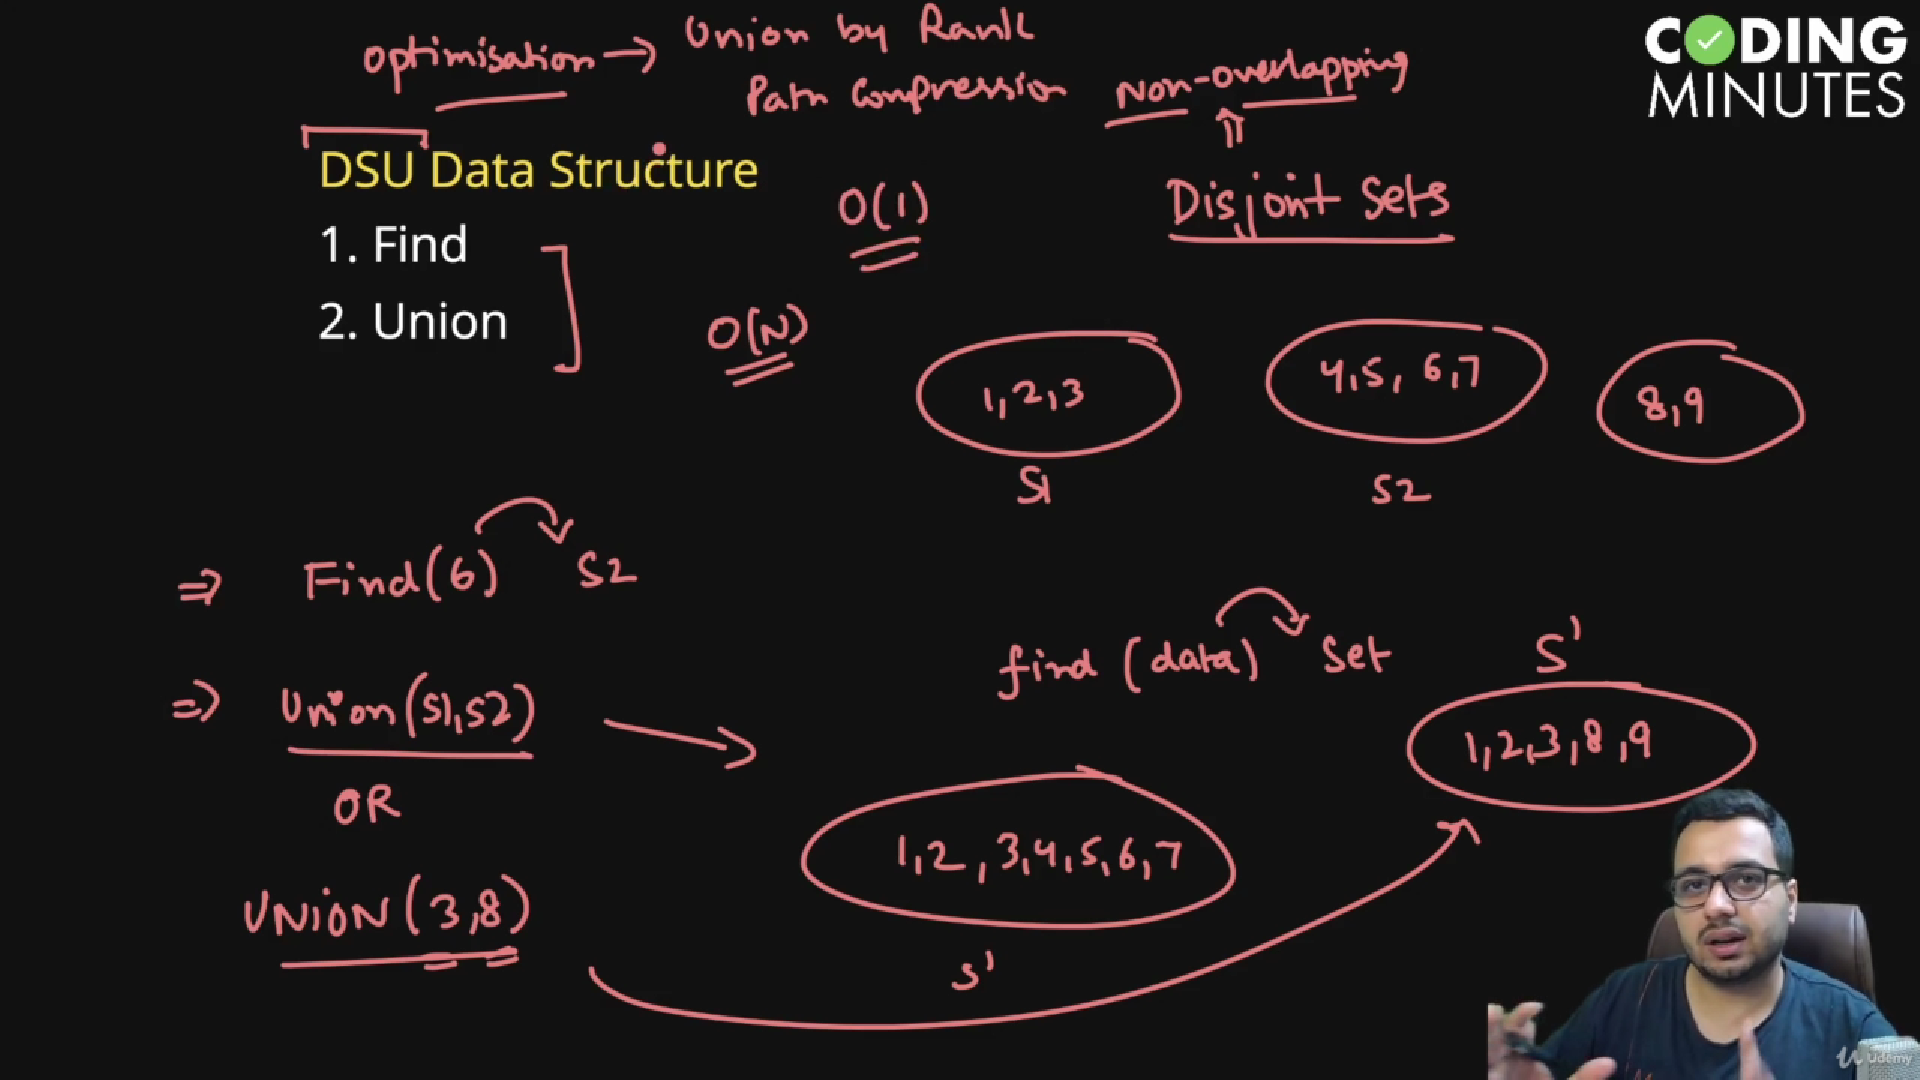 optimisation → Union by Rank
Path Compression
Non-overlapping
CODING
MINUTES
DSU Data Structure
O(1)
Disjoint Sets
1. Find
2. Union
O(N)
1,2,3
4,5, 6,7
8,9
S1
S2
⇒ Find(6) S2
find (data) Set
S'
⇒ Union(S1,S2)
1,2,3,8,9
OR
1,2,3,4,5,6,7
UNION(3,8)
S'
Udemy